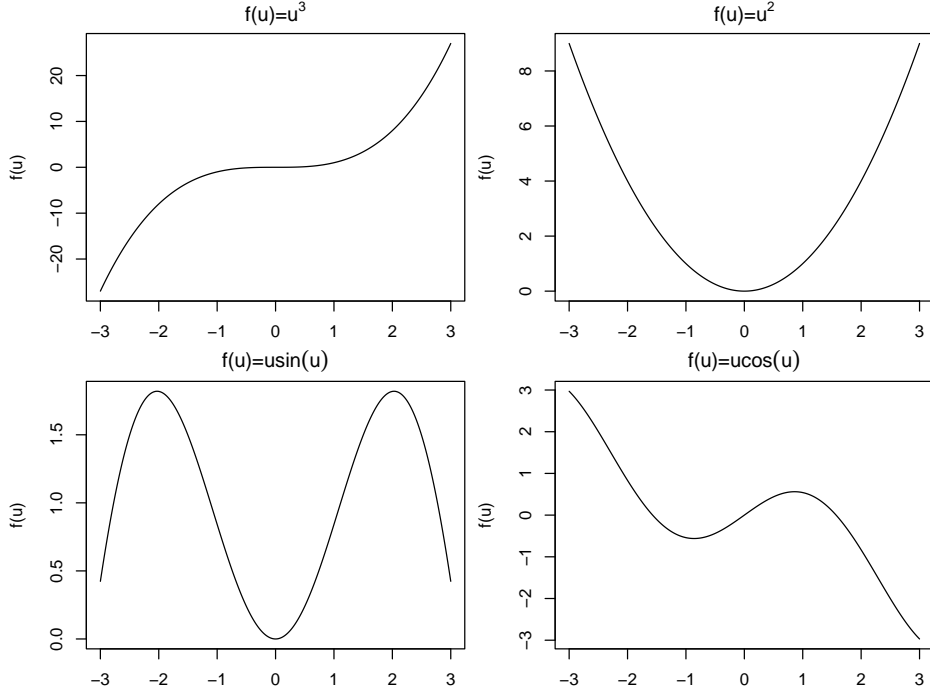 f(u)=u³
f(u)
20
10
0
−10
−20
−3 −2 −1 0 1 2 3
f(u)=u²
f(u)
8
6
4
2
0
−3 −2 −1 0 1 2 3
f(u)=usin(u)
f(u)
1.5
1.0
0.5
0.0
−3 −2 −1 0 1 2 3
f(u)=ucos(u)
f(u)
3
2
1
0
−1
−2
−3
−3 −2 −1 0 1 2 3